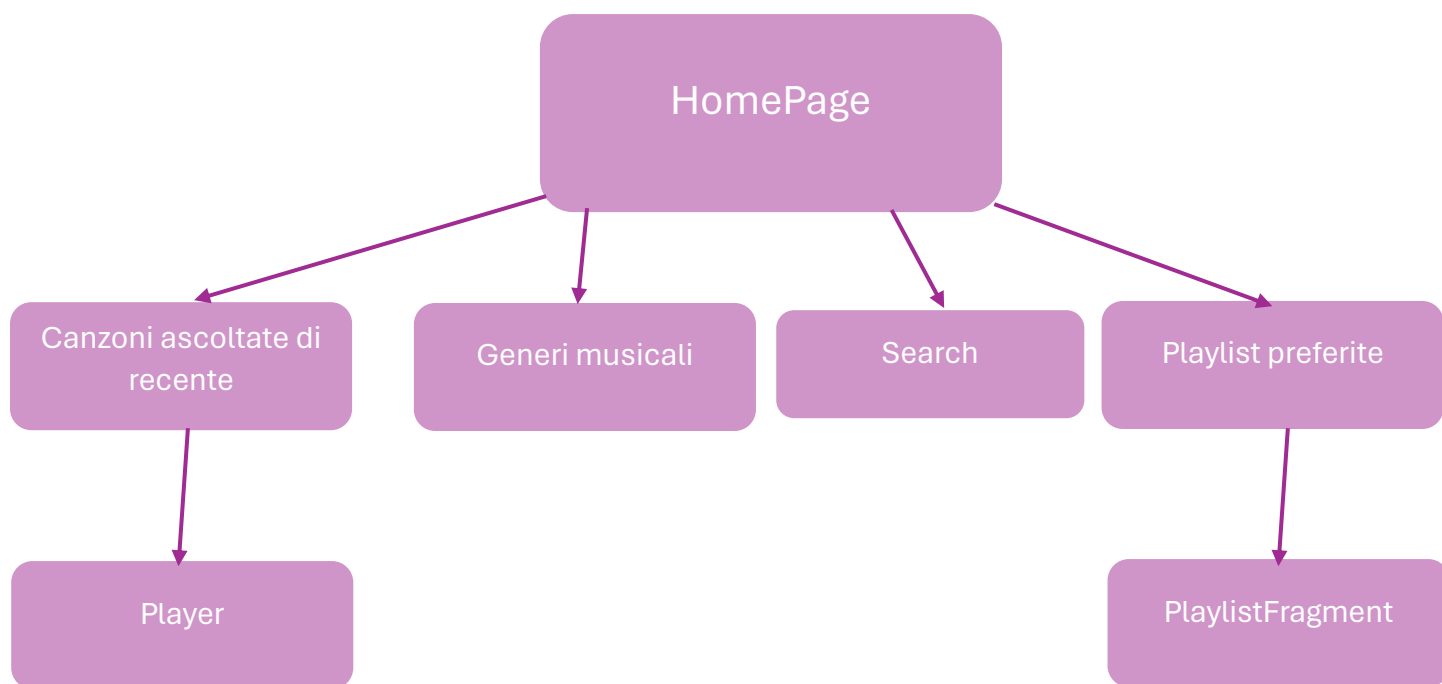 HomePage
Canzoni ascoltate di
recente
Generi musicali
Search
Playlist preferite
Player
PlaylistFragment